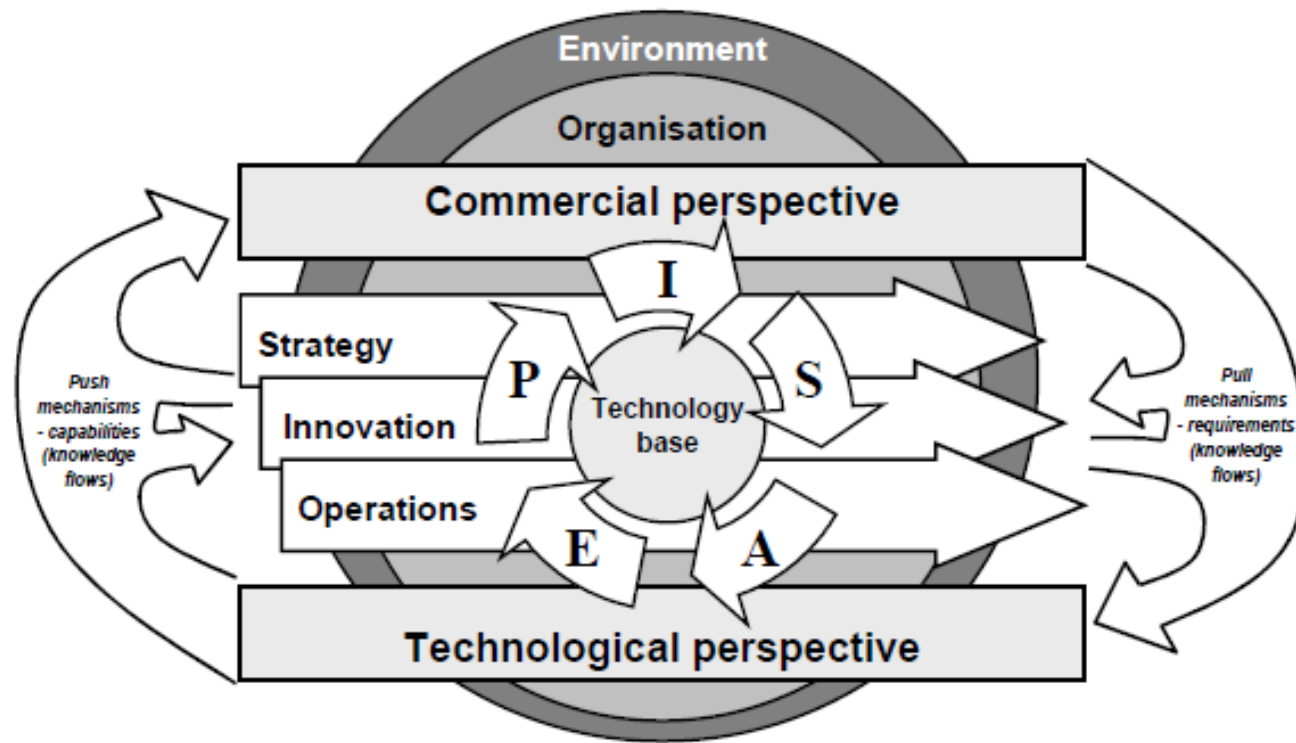 Environment
Organisation
Commercial perspective
I
Strategy
P
S
Push
mechanisms
- capabilities
(knowledge
flows)
Innovation
Technology
base
Pull
mechanisms
- requirements
(knowledge
flows)
Operations
E
A
Technological perspective